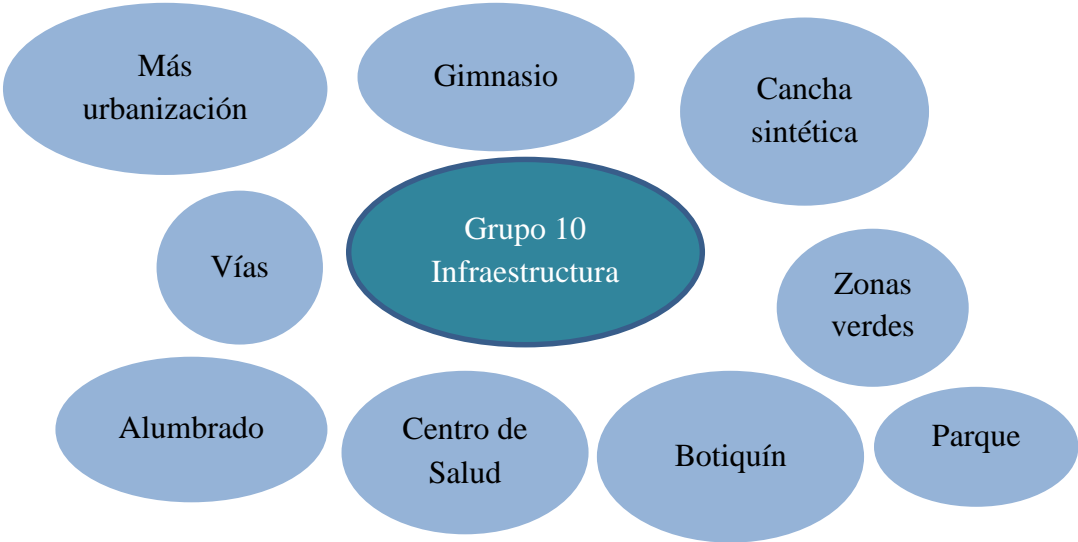 Más
urbanización
Gimnasio
Cancha
sintética
Grupo 10
Infraestructura
Vías
Zonas
verdes
Alumbrado
Centro de
Salud
Botiquín
Parque